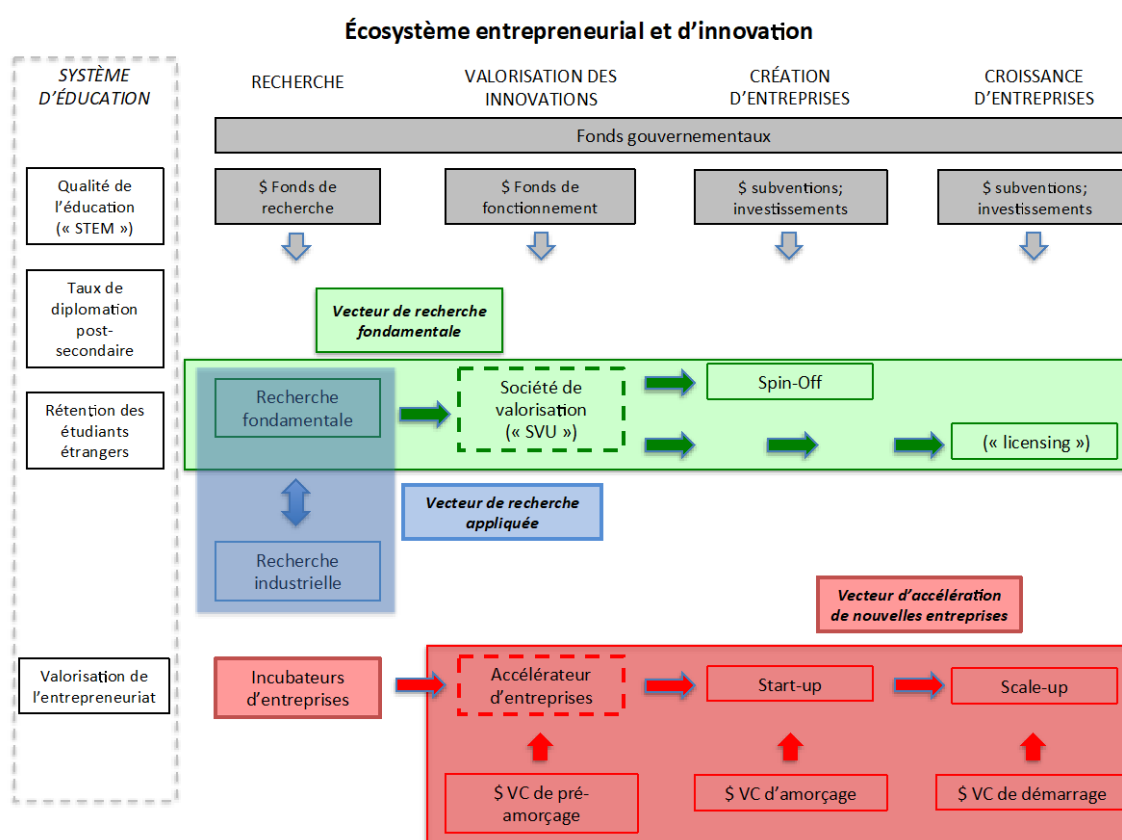 Écosystème entrepreneurial et d’innovation
SYSTÈME
D’ÉDUCATION
RECHERCHE
VALORISATION DES
INNOVATIONS
CRÉATION
D’ENTREPRISES
CROISSANCE
D’ENTREPRISES
Fonds gouvernementaux
Qualité de
l’éducation
(« STEM »)
$ Fonds de
recherche
$ Fonds de
fonctionnement
$ subventions;
investissements
$ subventions;
investissements
Taux de
diplomation
post-
secondaire
Vecteur de recherche
fondamentale
Rétention des
étudiants
étrangers
Recherche
fondamentale
Société de
valorisation
(« SVU »)
Spin-Off
(« licensing »)
Vecteur de recherche
appliquée
Recherche
industrielle
Vecteur d’accélération
de nouvelles entreprises
Valorisation de
l’entrepreneuriat
Incubateurs
d’entreprises
Accélérateur
d’entreprises
Start-up
Scale-up
$ VC de pré-
amorçage
$ VC d’amorçage
$ VC de démarrage